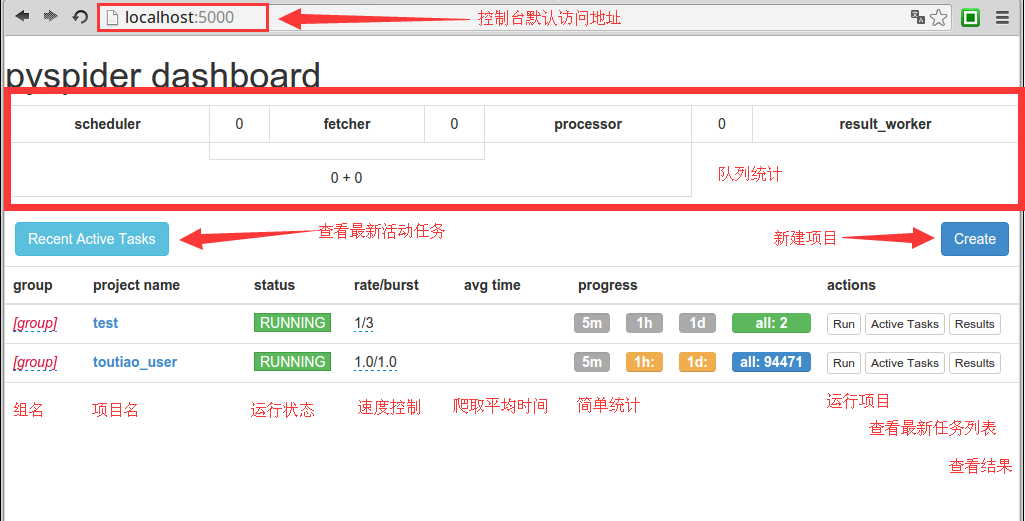 localhost:5000
控制台默认访问地址
pyspider dashboard
scheduler 0 fetcher 0 processor 0 result_worker
0 + 0
队列统计
Recent Active Tasks
查看最新活动任务
新建项目
Create
group project name status rate/burst avg time progress actions
[group] test RUNNING 1/3 5m 1h 1d all: 2 Run Active Tasks Results
[group] toutiao_user RUNNING 1.0/1.0 5m 1h: 1d: all: 94471 Run Active Tasks Results
组名 项目名 运行状态 速度控制 爬取平均时间 简单统计 运行项目
查看最新任务列表
查看结果